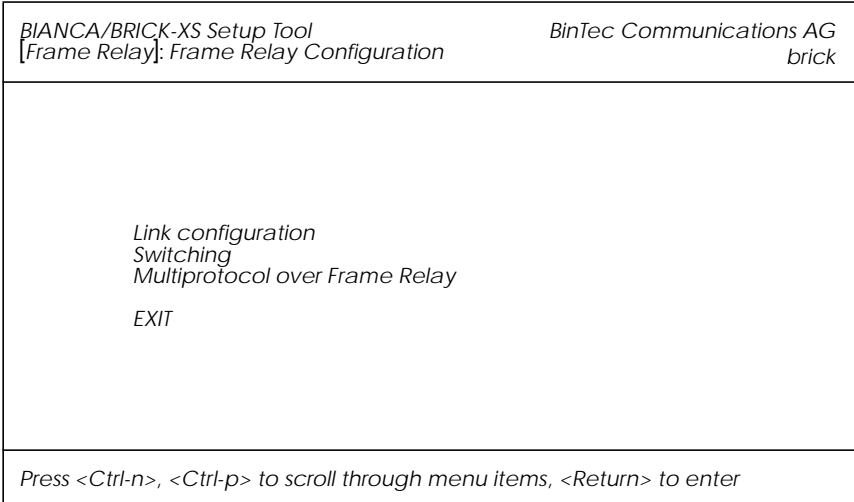 BIANCA/BRICK-XS Setup Tool BinTec Communications AG
[Frame Relay]: Frame Relay Configuration brick
Link configuration
Switching
Multiprotocol over Frame Relay
EXIT
Press <Ctrl-n>, <Ctrl-p> to scroll through menu items, <Return> to enter